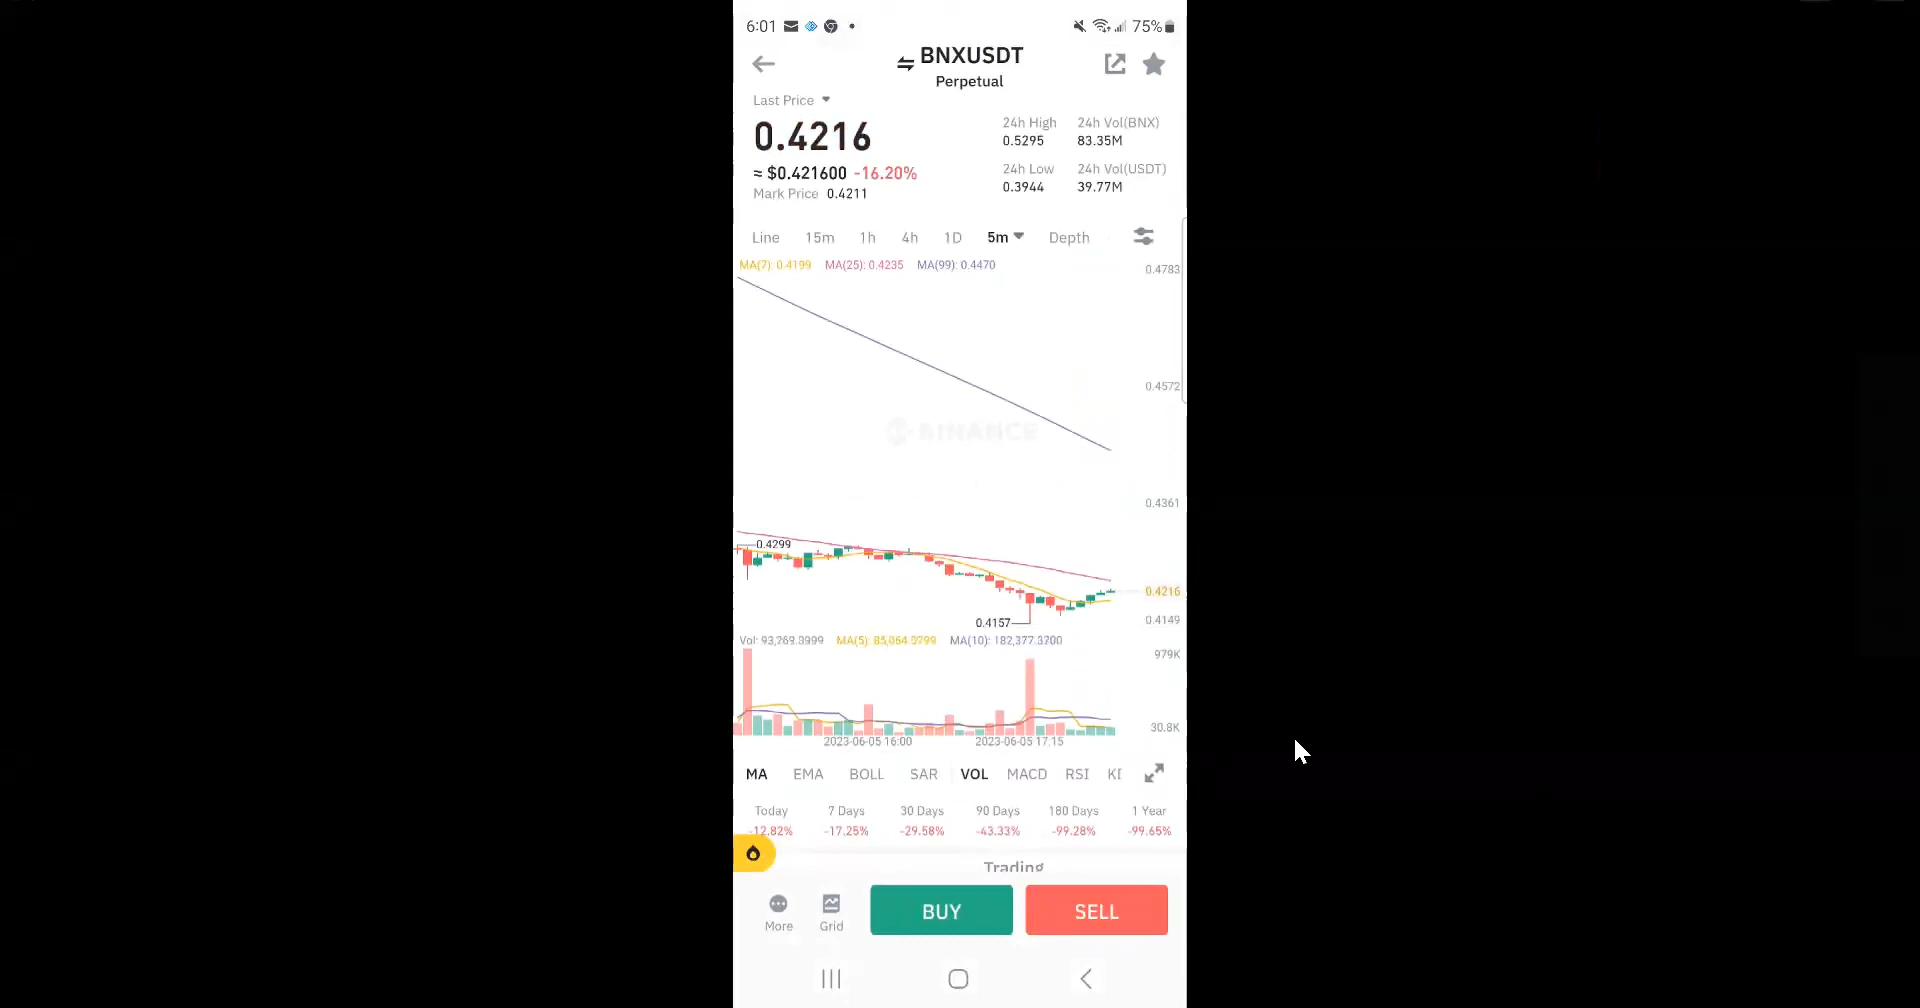 6:01 75%
BNXUSDT
Perpetual
Last Price
0.4216
≈ $0.421600 -16.20%
Mark Price 0.4211
24h High 24h Vol(BNX)
0.5295 83.35M
24h Low 24h Vol(USDT)
0.3944 39.77M
Line 15m 1h 4h 1D 5m Depth
MA(7): 0.4199 MA(25): 0.4235 MA(99): 0.4470
0.4783
0.4572
BINANCE
0.4361
0.4299
0.4216
0.4157
0.4149
Vol: 93,269.3999 MA(5): 85,064.5799 MA(10): 182,377.3700
979K
30.8K
2023-06-05 16:00 2023-06-05 17:15
MA EMA BOLL SAR VOL MACD RSI
Today 7 Days 30 Days 90 Days 180 Days 1 Year
-12.82% -17.25% -29.58% -43.33% -99.28% -99.65%
Trading
More Grid BUY SELL